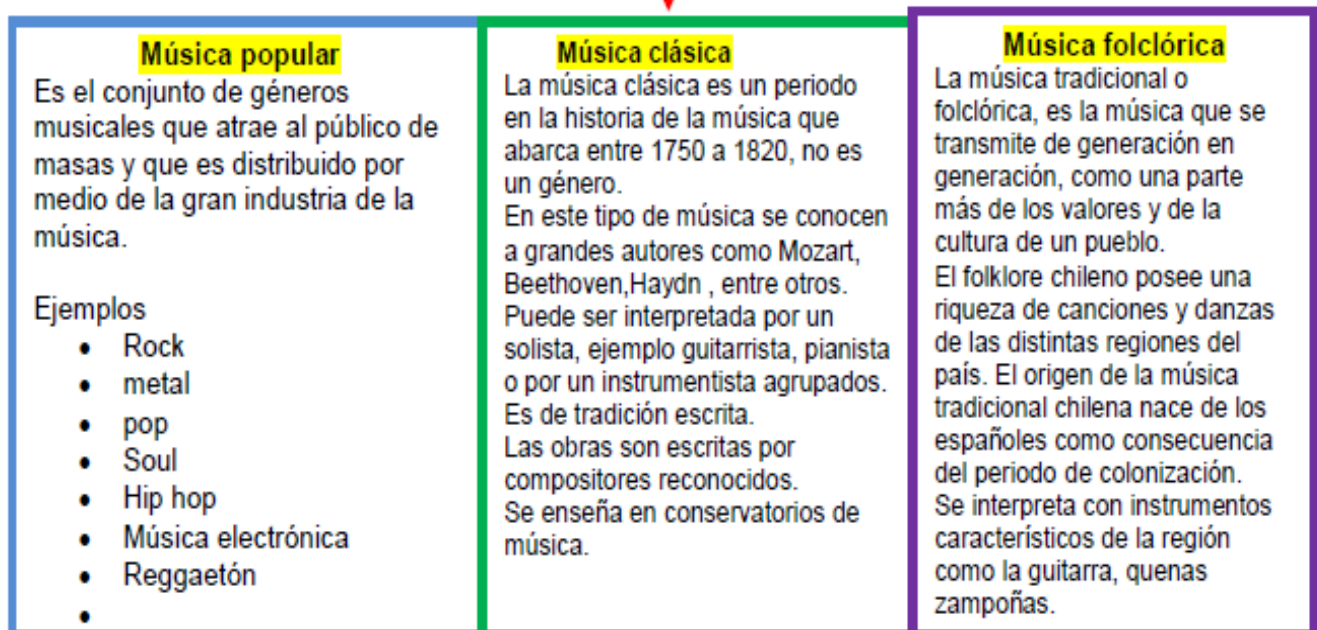 Música popular
Es el conjunto de géneros
musicales que atrae al público de
masas y que es distribuido por
medio de la gran industria de la
música.
Ejemplos
• Rock
• metal
• pop
• Soul
• Hip hop
• Música electrónica
• Reggaetón
•
Música clásica
La música clásica es un periodo
en la historia de la música que
abarca entre 1750 a 1820, no es
un género.
En este tipo de música se conocen
a grandes autores como Mozart,
Beethoven,Haydn , entre otros.
Puede ser interpretada por un
solista, ejemplo guitarrista, pianista
o por un instrumentista agrupados.
Es de tradición escrita.
Las obras son escritas por
compositores reconocidos.
Se enseña en conservatorios de
música.
Música folclórica
La música tradicional o
folclórica, es la música que se
transmite de generación en
generación, como una parte
más de los valores y de la
cultura de un pueblo.
El folklore chileno posee una
riqueza de canciones y danzas
de las distintas regiones del
país. El origen de la música
tradicional chilena nace de los
españoles como consecuencia
del periodo de colonización.
Se interpreta con instrumentos
característicos de la región
como la guitarra, quenas
zampoñas.